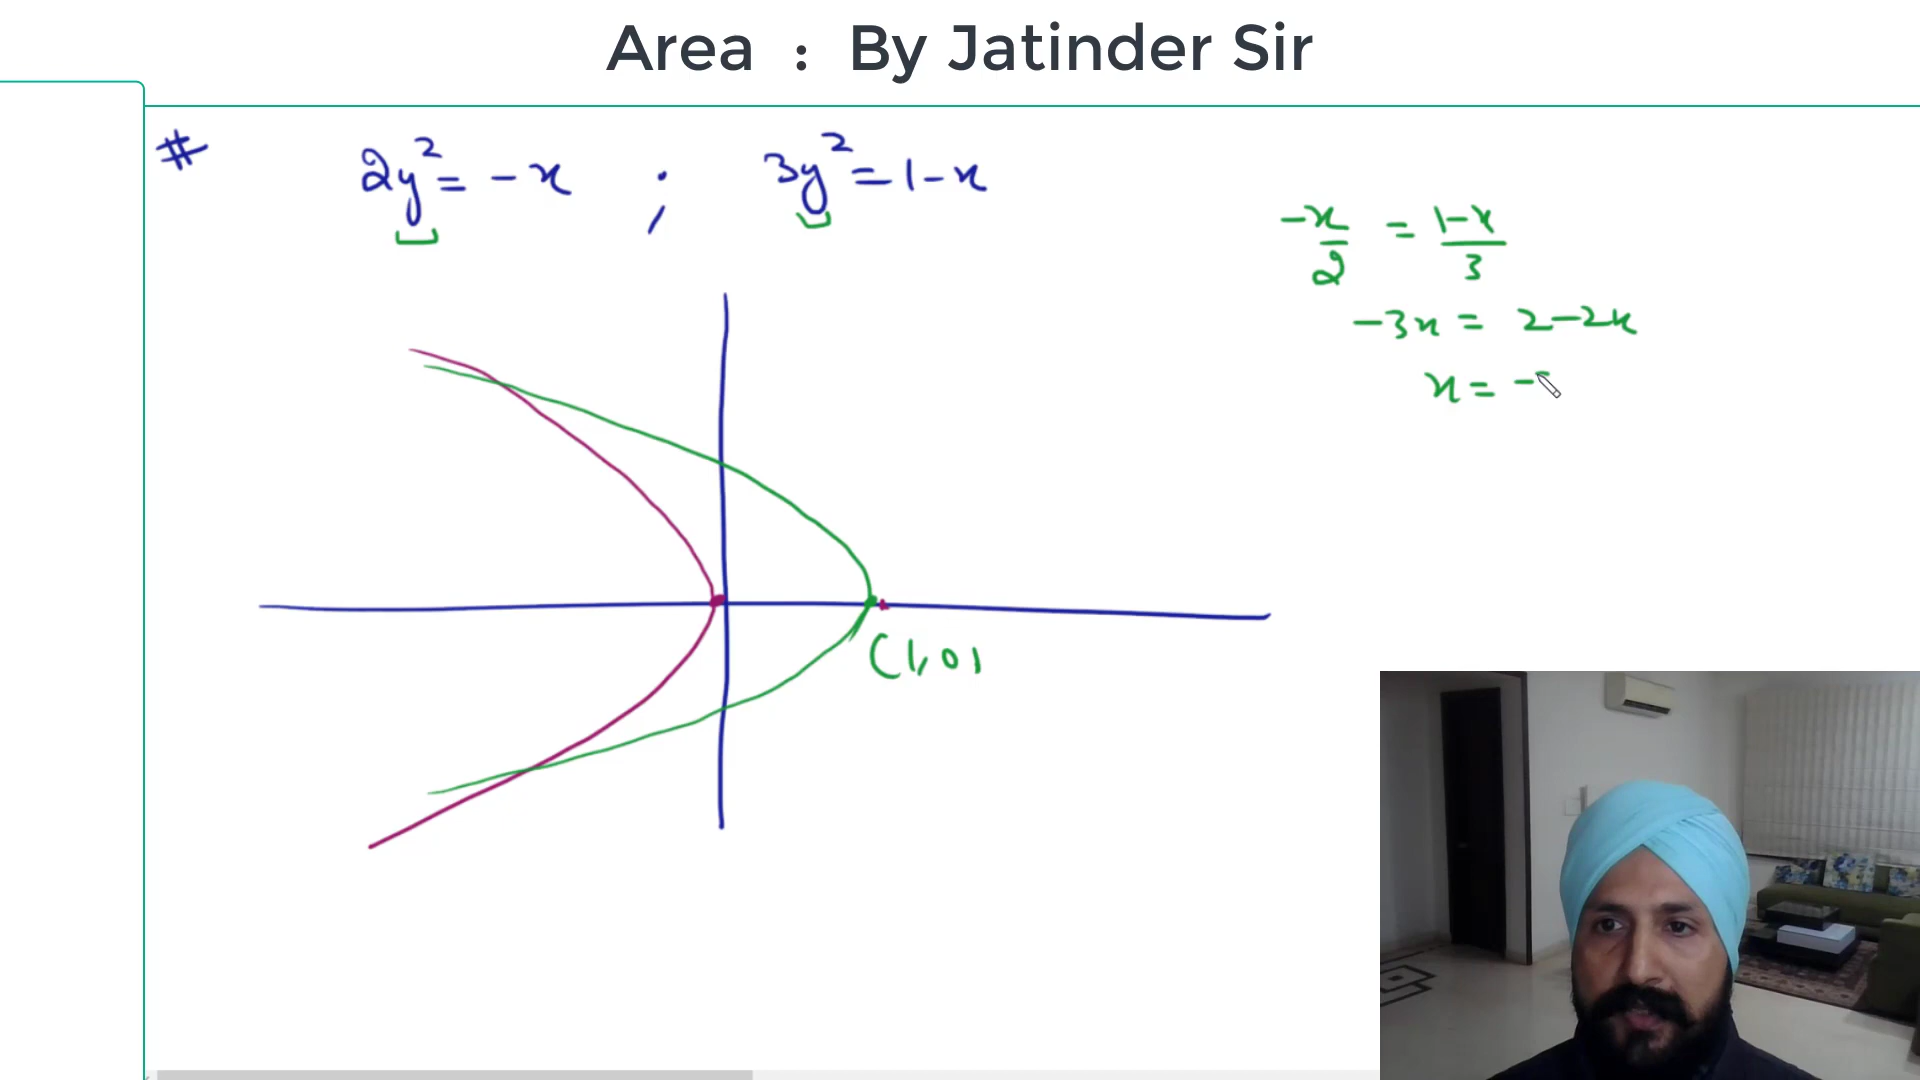 Area : By Jatinder Sir
# 2y² = -x ; 3y² = 1-x
-x/2 = 1-x/3
-3x = 2-2x
x = -
(1,0)